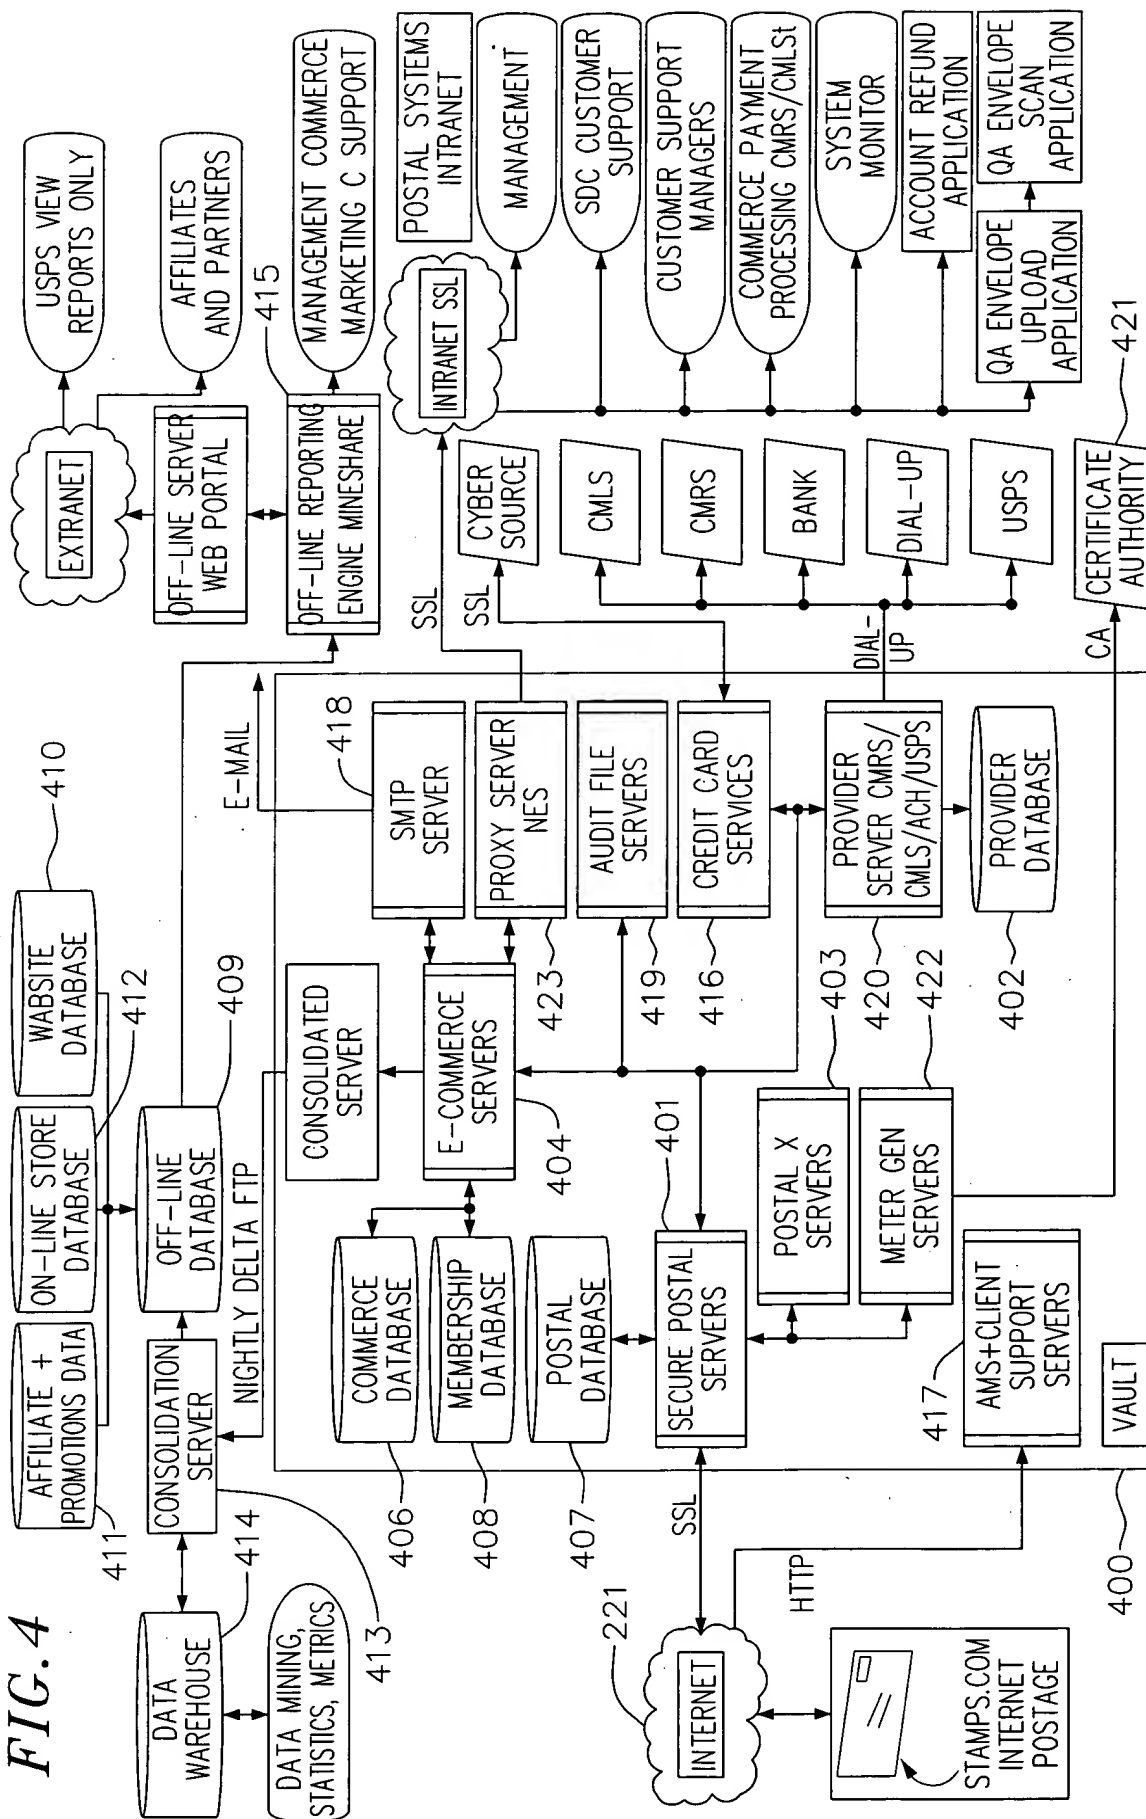 FIG.4
AFFILIATE +
PROMOTIONS DATA
411
ON-LINE STORE
DATABASE
412
WABSITE
DATABASE
410
DATA
WAREHOUSE
414
DATA MINING,
STATISTICS, METRICS
CONSOLIDATION
SERVER
413
OFF-LINE
DATABASE
409
NIGHTLY DELTA FTP
E-MAIL
EXTRANET
USPS VIEW
REPORTS ONLY
OFF-LINE SERVER
WEB PORTAL
AFFILIATES
AND PARTNERS
OFF-LINE REPORTING
ENGINE MINESHARE
415
MANAGEMENT COMMERCE
MARKETING C SUPPORT
CONSOLIDATED
SERVER
COMMERCE
DATABASE
406
MEMBERSHIP
DATABASE
408
POSTAL
DATABASE
407
E-COMMERCE
SERVERS
404
SMTP
SERVER
418
PROXY SERVER
NES
423
AUDIT FILE
SERVERS
419
CREDIT CARD
SERVICES
416
PROVIDER
SERVER CMRS/
CMLS/ACH/USPS
420
PROVIDER
DATABASE
402
SECURE POSTAL
SERVERS
401
POSTAL X
SERVERS
403
METER GEN
SERVERS
422
AMS+CLIENT
SUPPORT
SERVERS
417
VAULT
400
INTERNET
221
SSL
HTTP
STAMPS.COM
INTERNET
POSTAGE
SSL
SSL
DIAL-
UP
CA
CYBER
SOURCE
CMLS
CMRS
BANK
DIAL-UP
USPS
CERTIFICATE
AUTHORITY
421
INTRANET SSL
POSTAL SYSTEMS
INTRANET
MANAGEMENT
SDC CUSTOMER
SUPPORT
CUSTOMER SUPPORT
MANAGERS
COMMERCE PAYMENT
PROCESSING CMRS/CMLSt
SYSTEM
MONITOR
ACCOUNT REFUND
APPLICATION
QA ENVELOPE
UPLOAD
APPLICATION
QA ENVELOPE
SCAN
APPLICATION